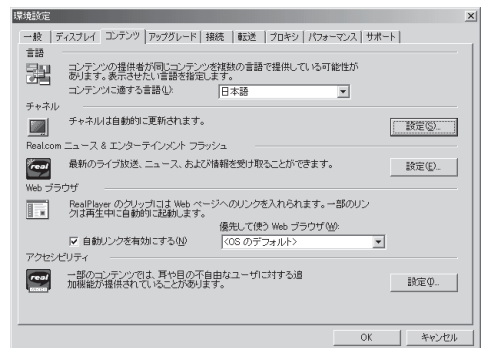 環境設定
一般 ディスプレイ コンテンツ アップグレード 接続 転送 プロキシ パフォーマンス サポート
言語
コンテンツの提供者が同じコンテンツを複数の言語で提供している可能性が
あります。表示させたい言語を指定します。
コンテンツに適する言語(L): 日本語
チャネル
チャネルは自動的に更新されます。
設定(S)...
Real.com ニュース & エンターテインメント フラッシュ
real
最新のライブ放送、ニュース、および情報を受け取ることができます。
設定(E)...
Web ブラウザ
RealPlayer のクリップには Web ページへのリンクを入れられます。一部のリン
クは再生中に自動的に起動します。
優先して使う Web ブラウザ(W):
自動リンクを有効にする(N) <OS のデフォルト>
アクセシビリティ
real
一部のコンテンツでは、耳や目の不自由なユーザに対する追
加機能が提供されていることがあります。
設定(I)...
OK キャンセル